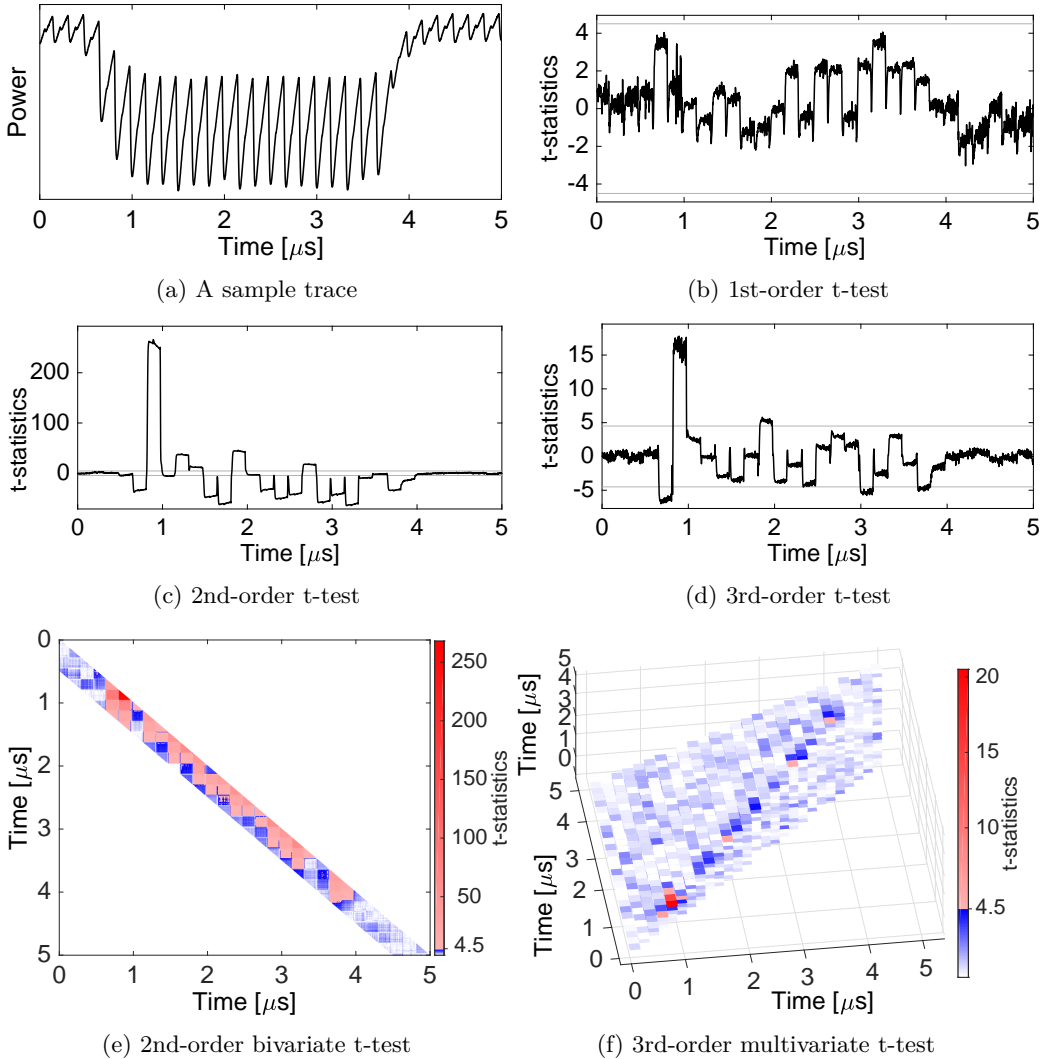 Power
0 1 2 3 4 5
Time [μs]
(a) A sample trace
t-statistics
4
2
0
-2
-4
0 1 2 3 4 5
Time [μs]
(b) 1st-order t-test
t-statistics
200
100
0
0 1 2 3 4 5
Time [μs]
(c) 2nd-order t-test
t-statistics
15
10
5
0
-5
0 1 2 3 4 5
Time [μs]
(d) 3rd-order t-test
Time [μs]
0
1
2
3
4
5
0 1 2 3 4 5
Time [μs]
250
200
150
100
50
4.5
t-statistics
(e) 2nd-order bivariate t-test
Time [μs]
5
4
3
2
1
0
Time [μs]
5
4
3
2
1
0
0 1 2 3 4 5
Time [μs]
20
15
10
4.5
0
t-statistics
(f) 3rd-order multivariate t-test